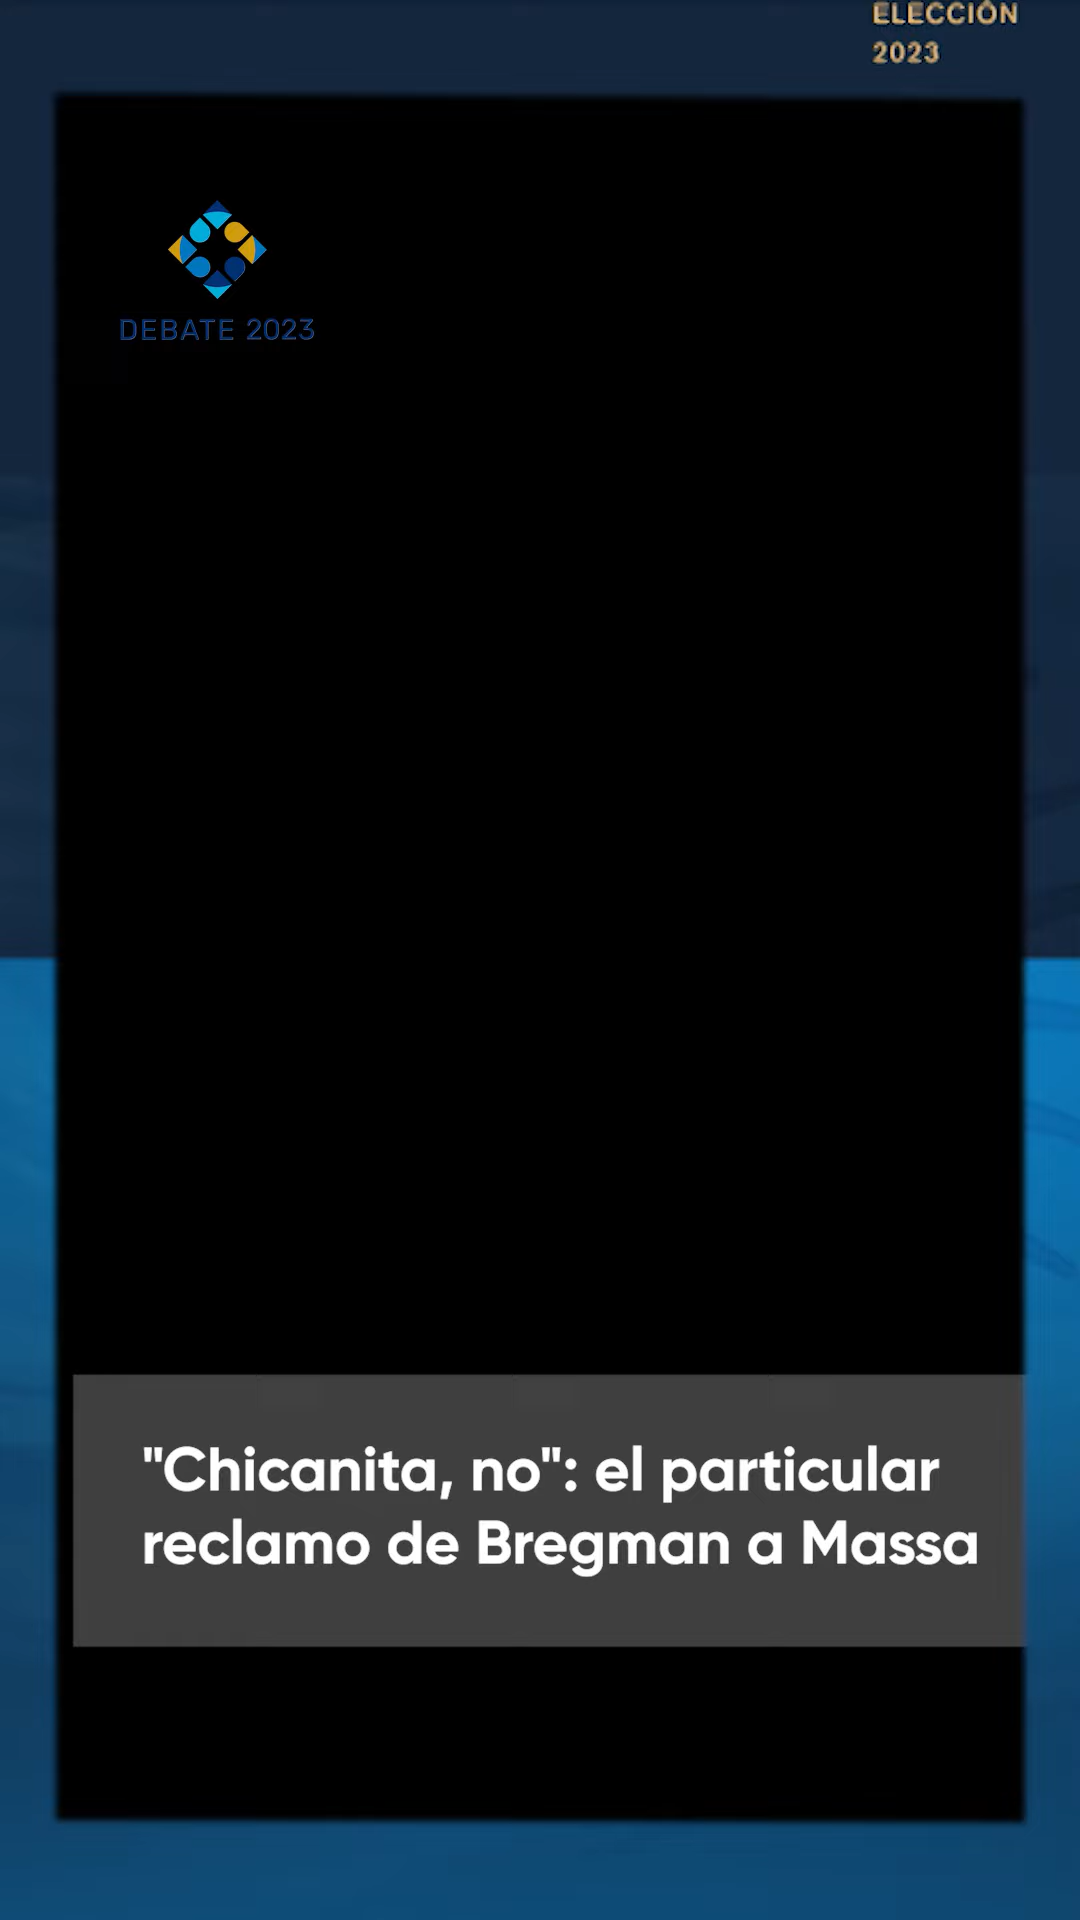 ELECCIÓN
2023
DEBATE 2023
"Chicanita, no": el particular
reclamo de Bregman a Massa